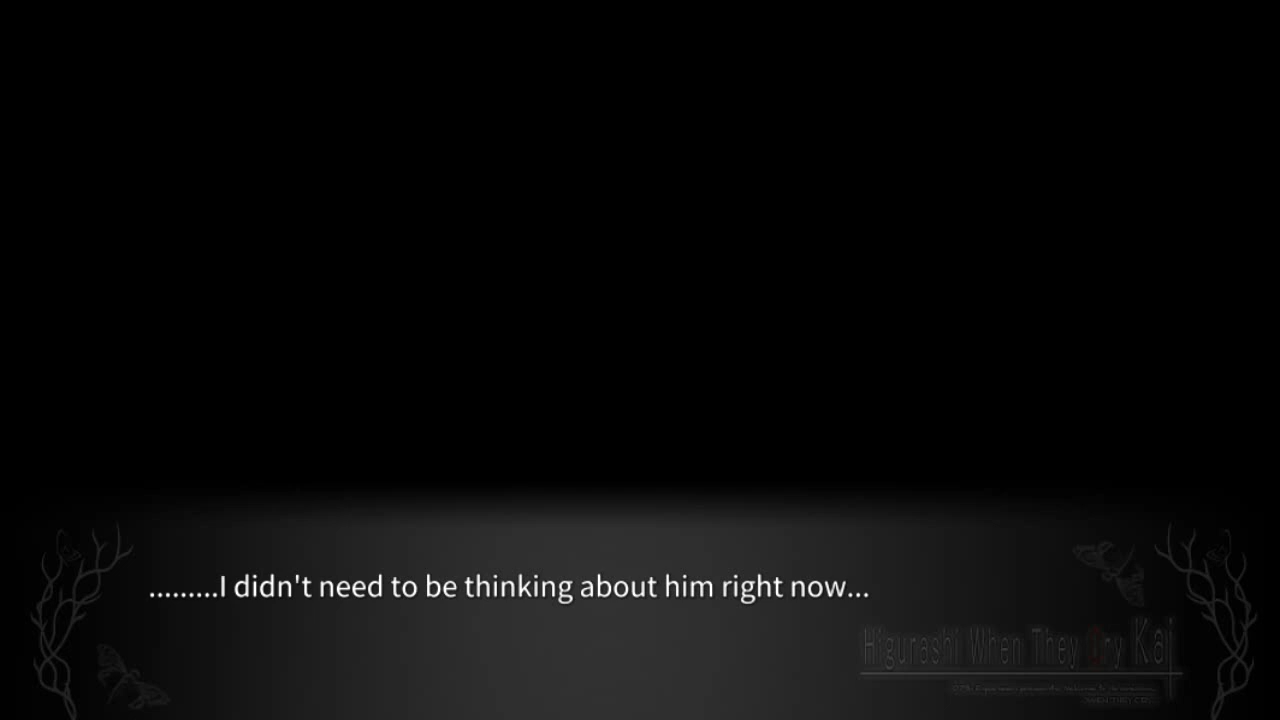 .........I didn't need to be thinking about him right now...
Higurashi When They Cry Kai